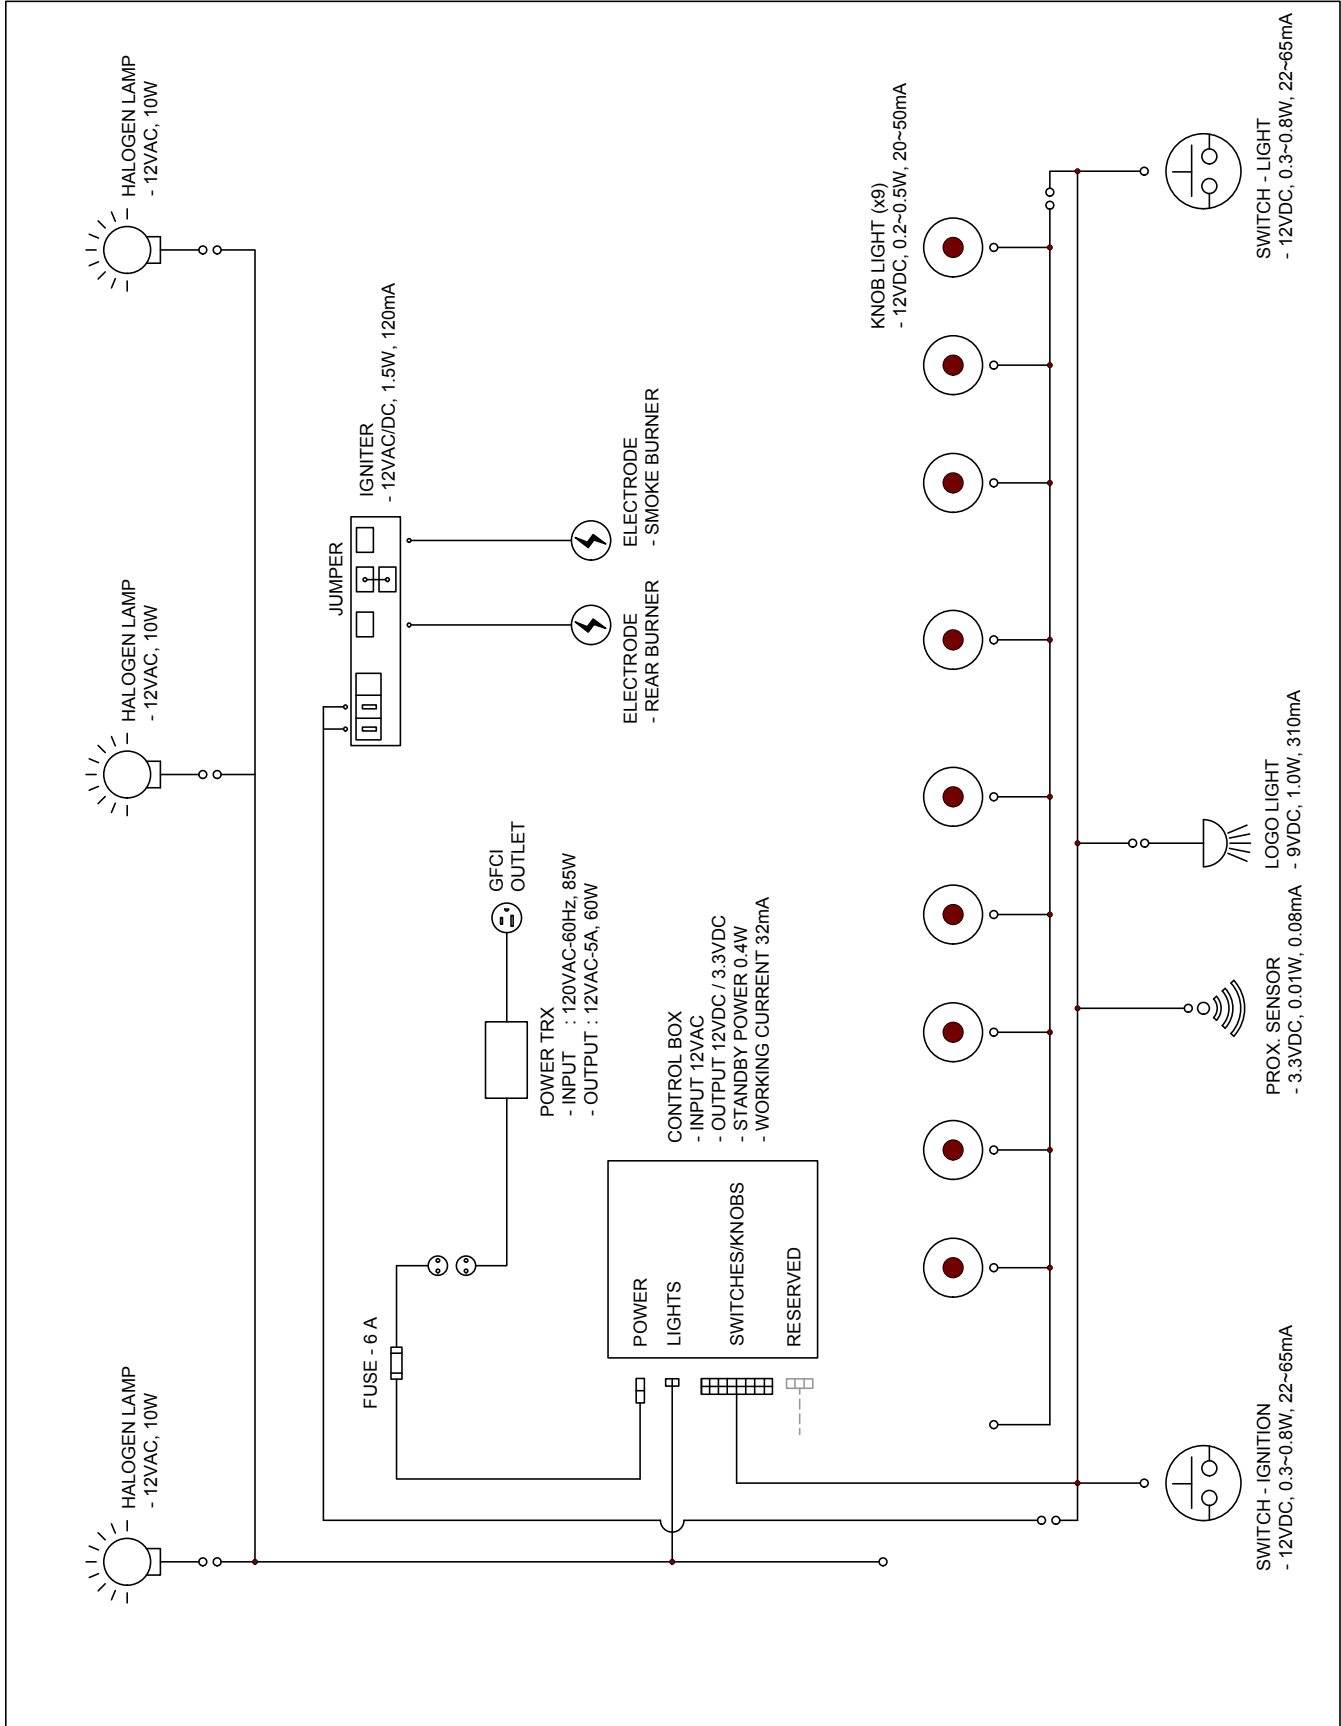 HALOGEN LAMP
- 12VAC, 10W
HALOGEN LAMP
- 12VAC, 10W
HALOGEN LAMP
- 12VAC, 10W
JUMPER
IGNITER
- 12VAC/DC, 1.5W, 120mA
FUSE - 6 A
GFCI
OUTLET
POWER TRX
- INPUT : 120VAC-60Hz, 85W
- OUTPUT : 12VAC-5A, 60W
ELECTRODE
- REAR BURNER
ELECTRODE
- SMOKE BURNER
POWER
LIGHTS
SWITCHES/KNOBS
RESERVED
CONTROL BOX
- INPUT 12VAC
- OUTPUT 12VDC / 3.3VDC
- STANDBY POWER 0.4W
- WORKING CURRENT 32mA
KNOB LIGHT (x9)
- 12VDC, 0.2~0.5W, 20~50mA
SWITCH - IGNITION
- 12VDC, 0.3~0.8W, 22~65mA
PROX. SENSOR
- 3.3VDC, 0.01W, 0.08mA
LOGO LIGHT
- 9VDC, 1.0W, 310mA
SWITCH - LIGHT
- 12VDC, 0.3~0.8W, 22~65mA